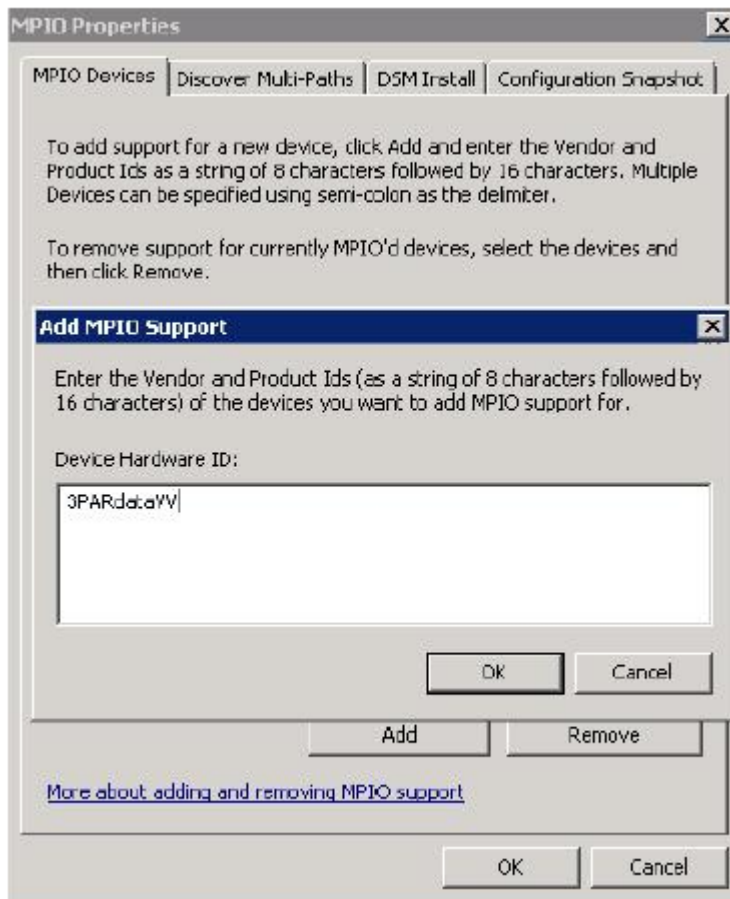 MPIO Properties
MPIO Devices
Discover Multi-Paths
DSM Install
Configuration Snapshot
To add support for a new device, click Add and enter the Vendor and
Product Ids as a string of 8 characters followed by 16 characters. Multiple
Devices can be specified using semi-colon as the delimiter.
To remove support for currently MPIO'd devices, select the devices and
then click Remove.
Add MPIO Support
Enter the Vendor and Product Ids (as a string of 8 characters followed by
16 characters) of the devices you want to add MPIO support for.
Device Hardware ID:
3PARdataVV
OK
Cancel
Add
Remove
More about adding and removing MPIO support
OK
Cancel